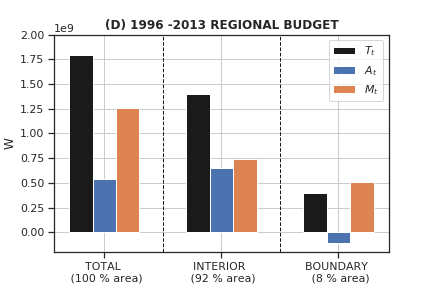 (D) 1996 -2013 REGIONAL BUDGET
1e9
2.00
1.75
1.50
1.25
1.00
0.75
0.50
0.25
0.00
W
T_t
A_t
M_t
TOTAL
(100 % area)
INTERIOR
(92 % area)
BOUNDARY
(8 % area)